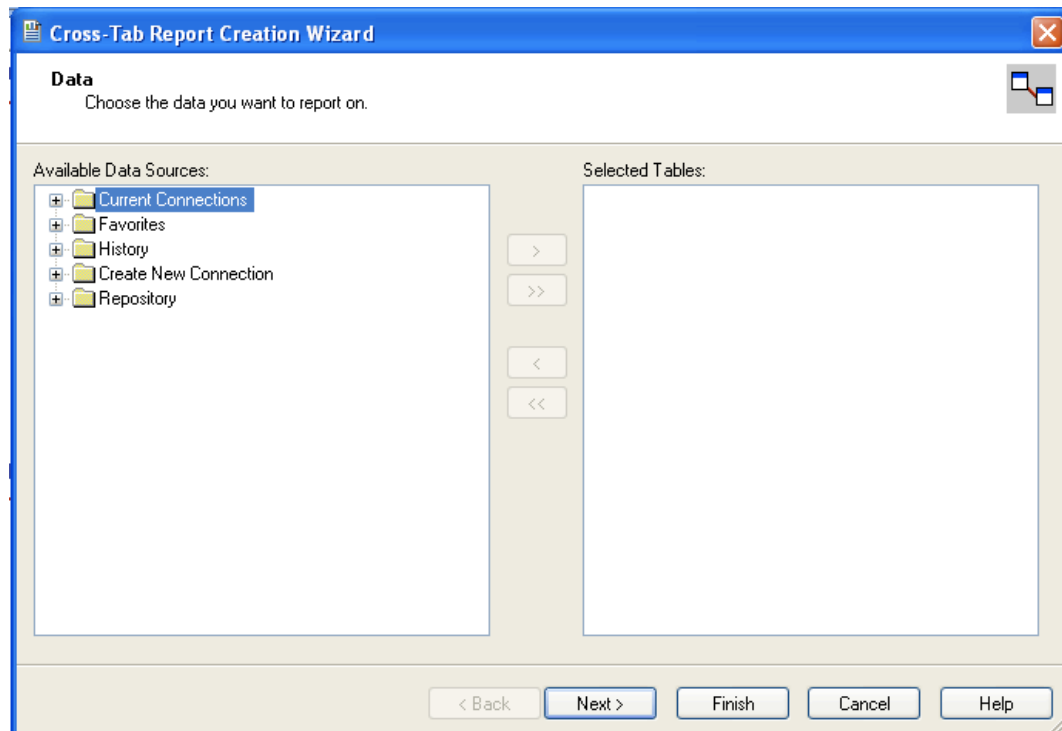 Cross-Tab Report Creation Wizard
Data
Choose the data you want to report on.
Available Data Sources:
Selected Tables:
Current Connections
Favorites
History
Create New Connection
Repository
>
>>
<
<<
< Back
Next >
Finish
Cancel
Help